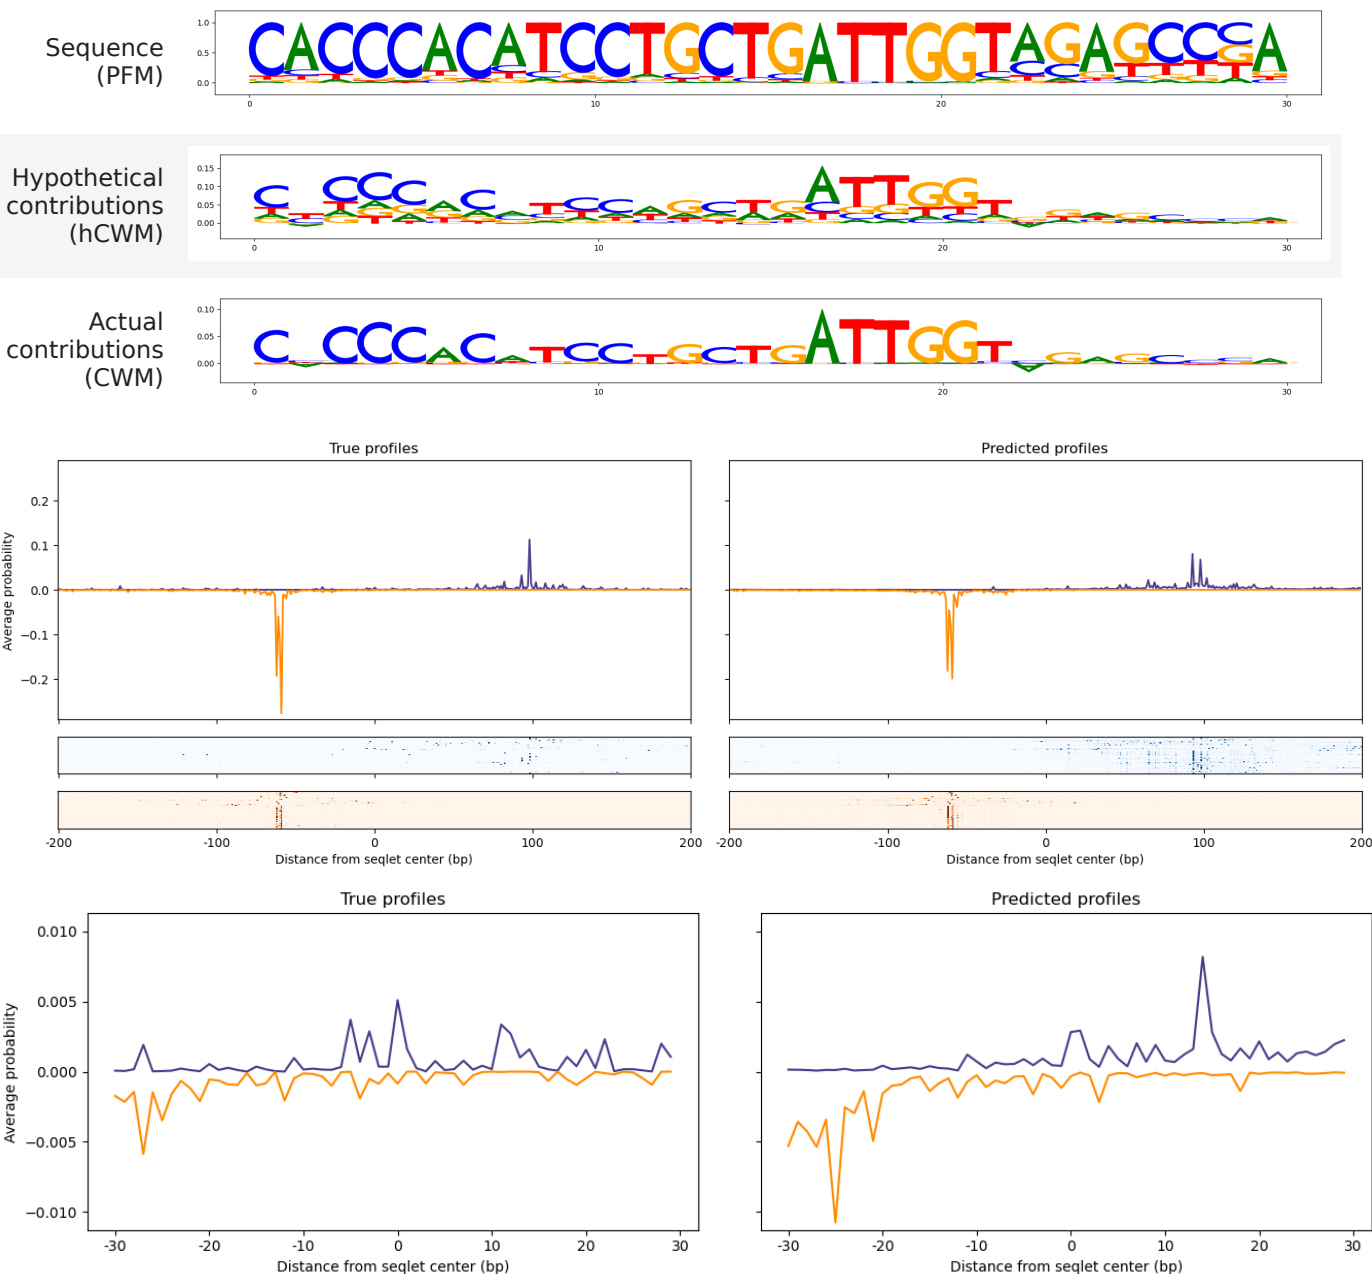 Sequence
(PFM)
1.0
0.5
0.0
CACCCACATCCTGCTGATTGGTAGAGCCCA
0 10 20 30
Hypothetical
contributions
(hCWM)
0.15
0.10
0.05
0.00
0 10 20 30
Actual
contributions
(CWM)
0.10
0.05
0.00
C CCCACATCCTGCTGATTGGTAGAGCCGA
0 10 20 30
True profiles
Predicted profiles
Average probability
0.2
0.1
0.0
−0.1
−0.2
-200 -100 0 100 200
-200 -100 0 100 200
Distance from seqlet center (bp)
Distance from seqlet center (bp)
True profiles
Predicted profiles
Average probability
0.010
0.005
0.000
−0.005
−0.010
-30 -20 -10 0 10 20 30
-30 -20 -10 0 10 20 30
Distance from seqlet center (bp)
Distance from seqlet center (bp)